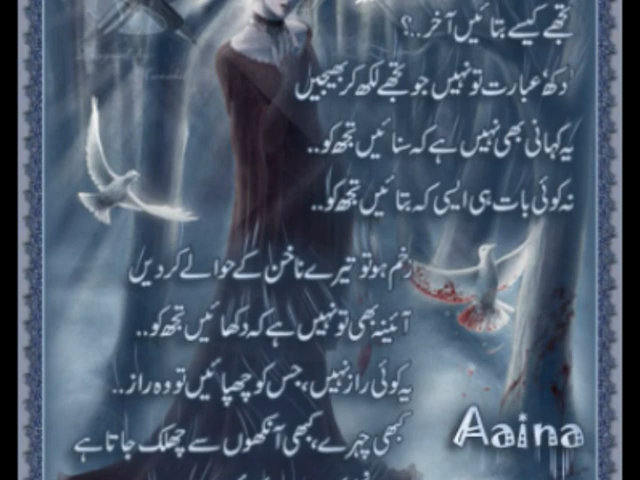 تجھے کیسے بتائیں آخر..؟
دکھ عبارت تو نہیں جو تجھے لکھ کر بھیجیں
یہ کہانی بھی نہیں ہے کہ سنائیں تجھ کو..
نہ کوئی بات ہی ایسی کہ بتائیں تجھ کو..
زخم ہو تو تیرے ناخن کے حوالے کر دیں
آئینہ بھی تو نہیں ہے کہ دکھائیں تجھ کو..
یہ کوئی راز نہیں، جس کو چھپائیں تو وہ راز..
کبھی چہرے، کبھی آنکھوں سے چھلک جاتا ہے
Aaina